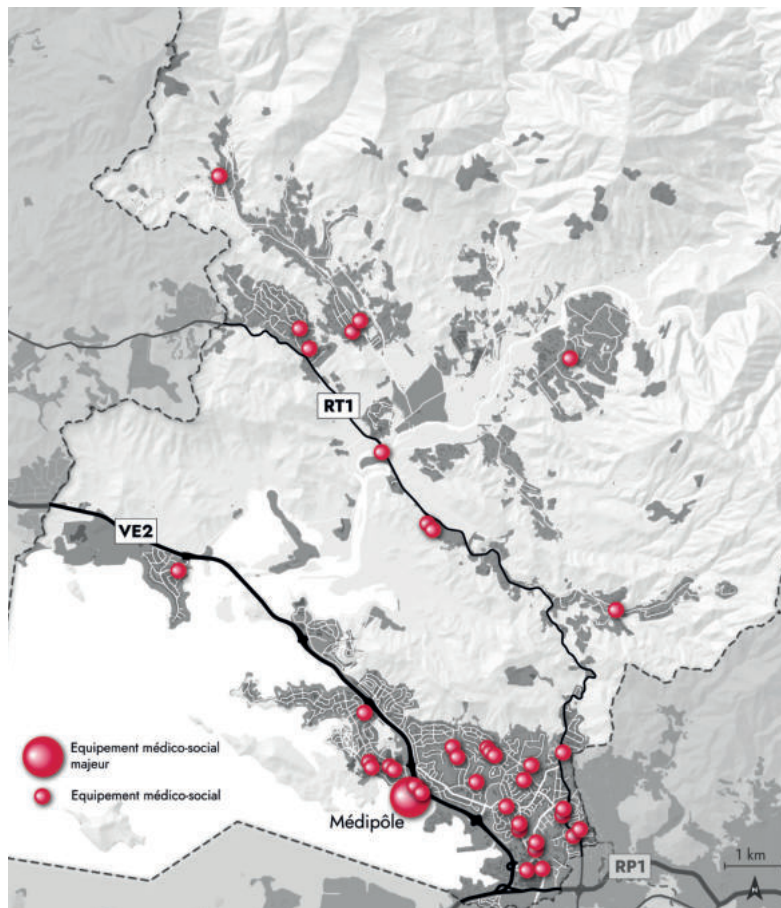 RT1
VE2
Equipement médico-social
majeur
Equipement médico-social
Médipôle
RP1
1 km
N